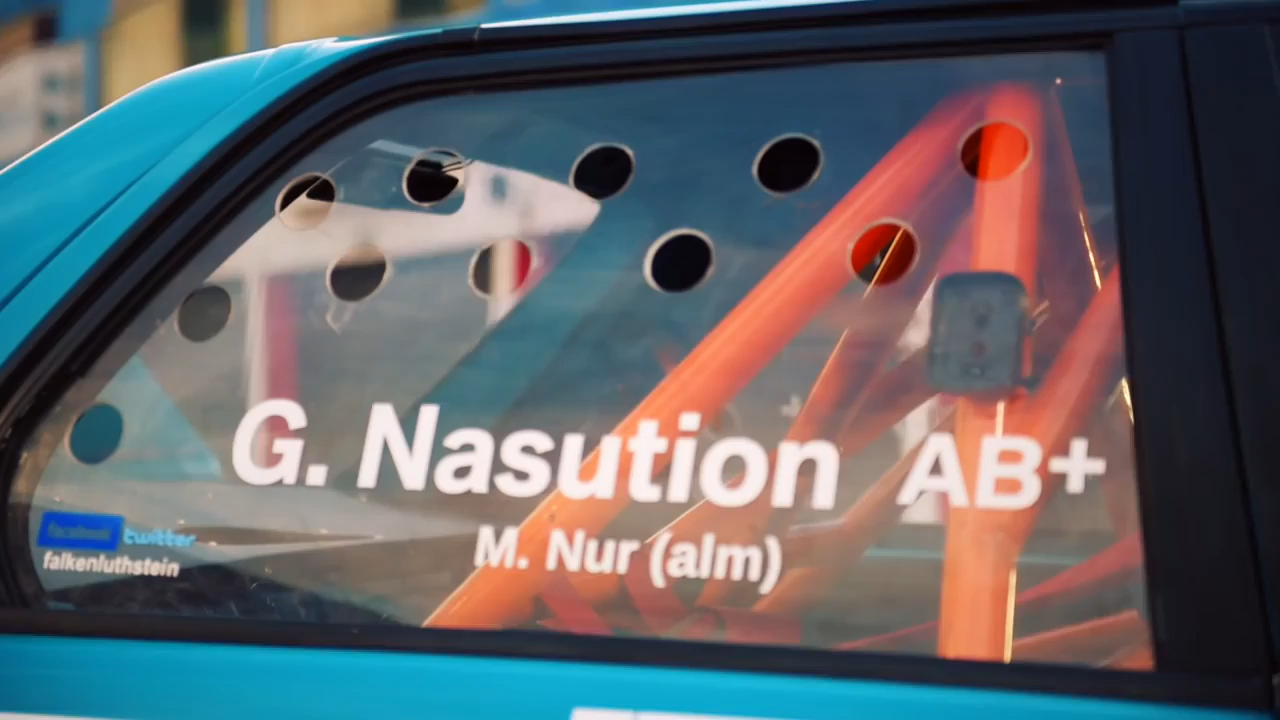 G. Nasution AB+
M. Nur (alm)
facebook twitter
falkenluthstein